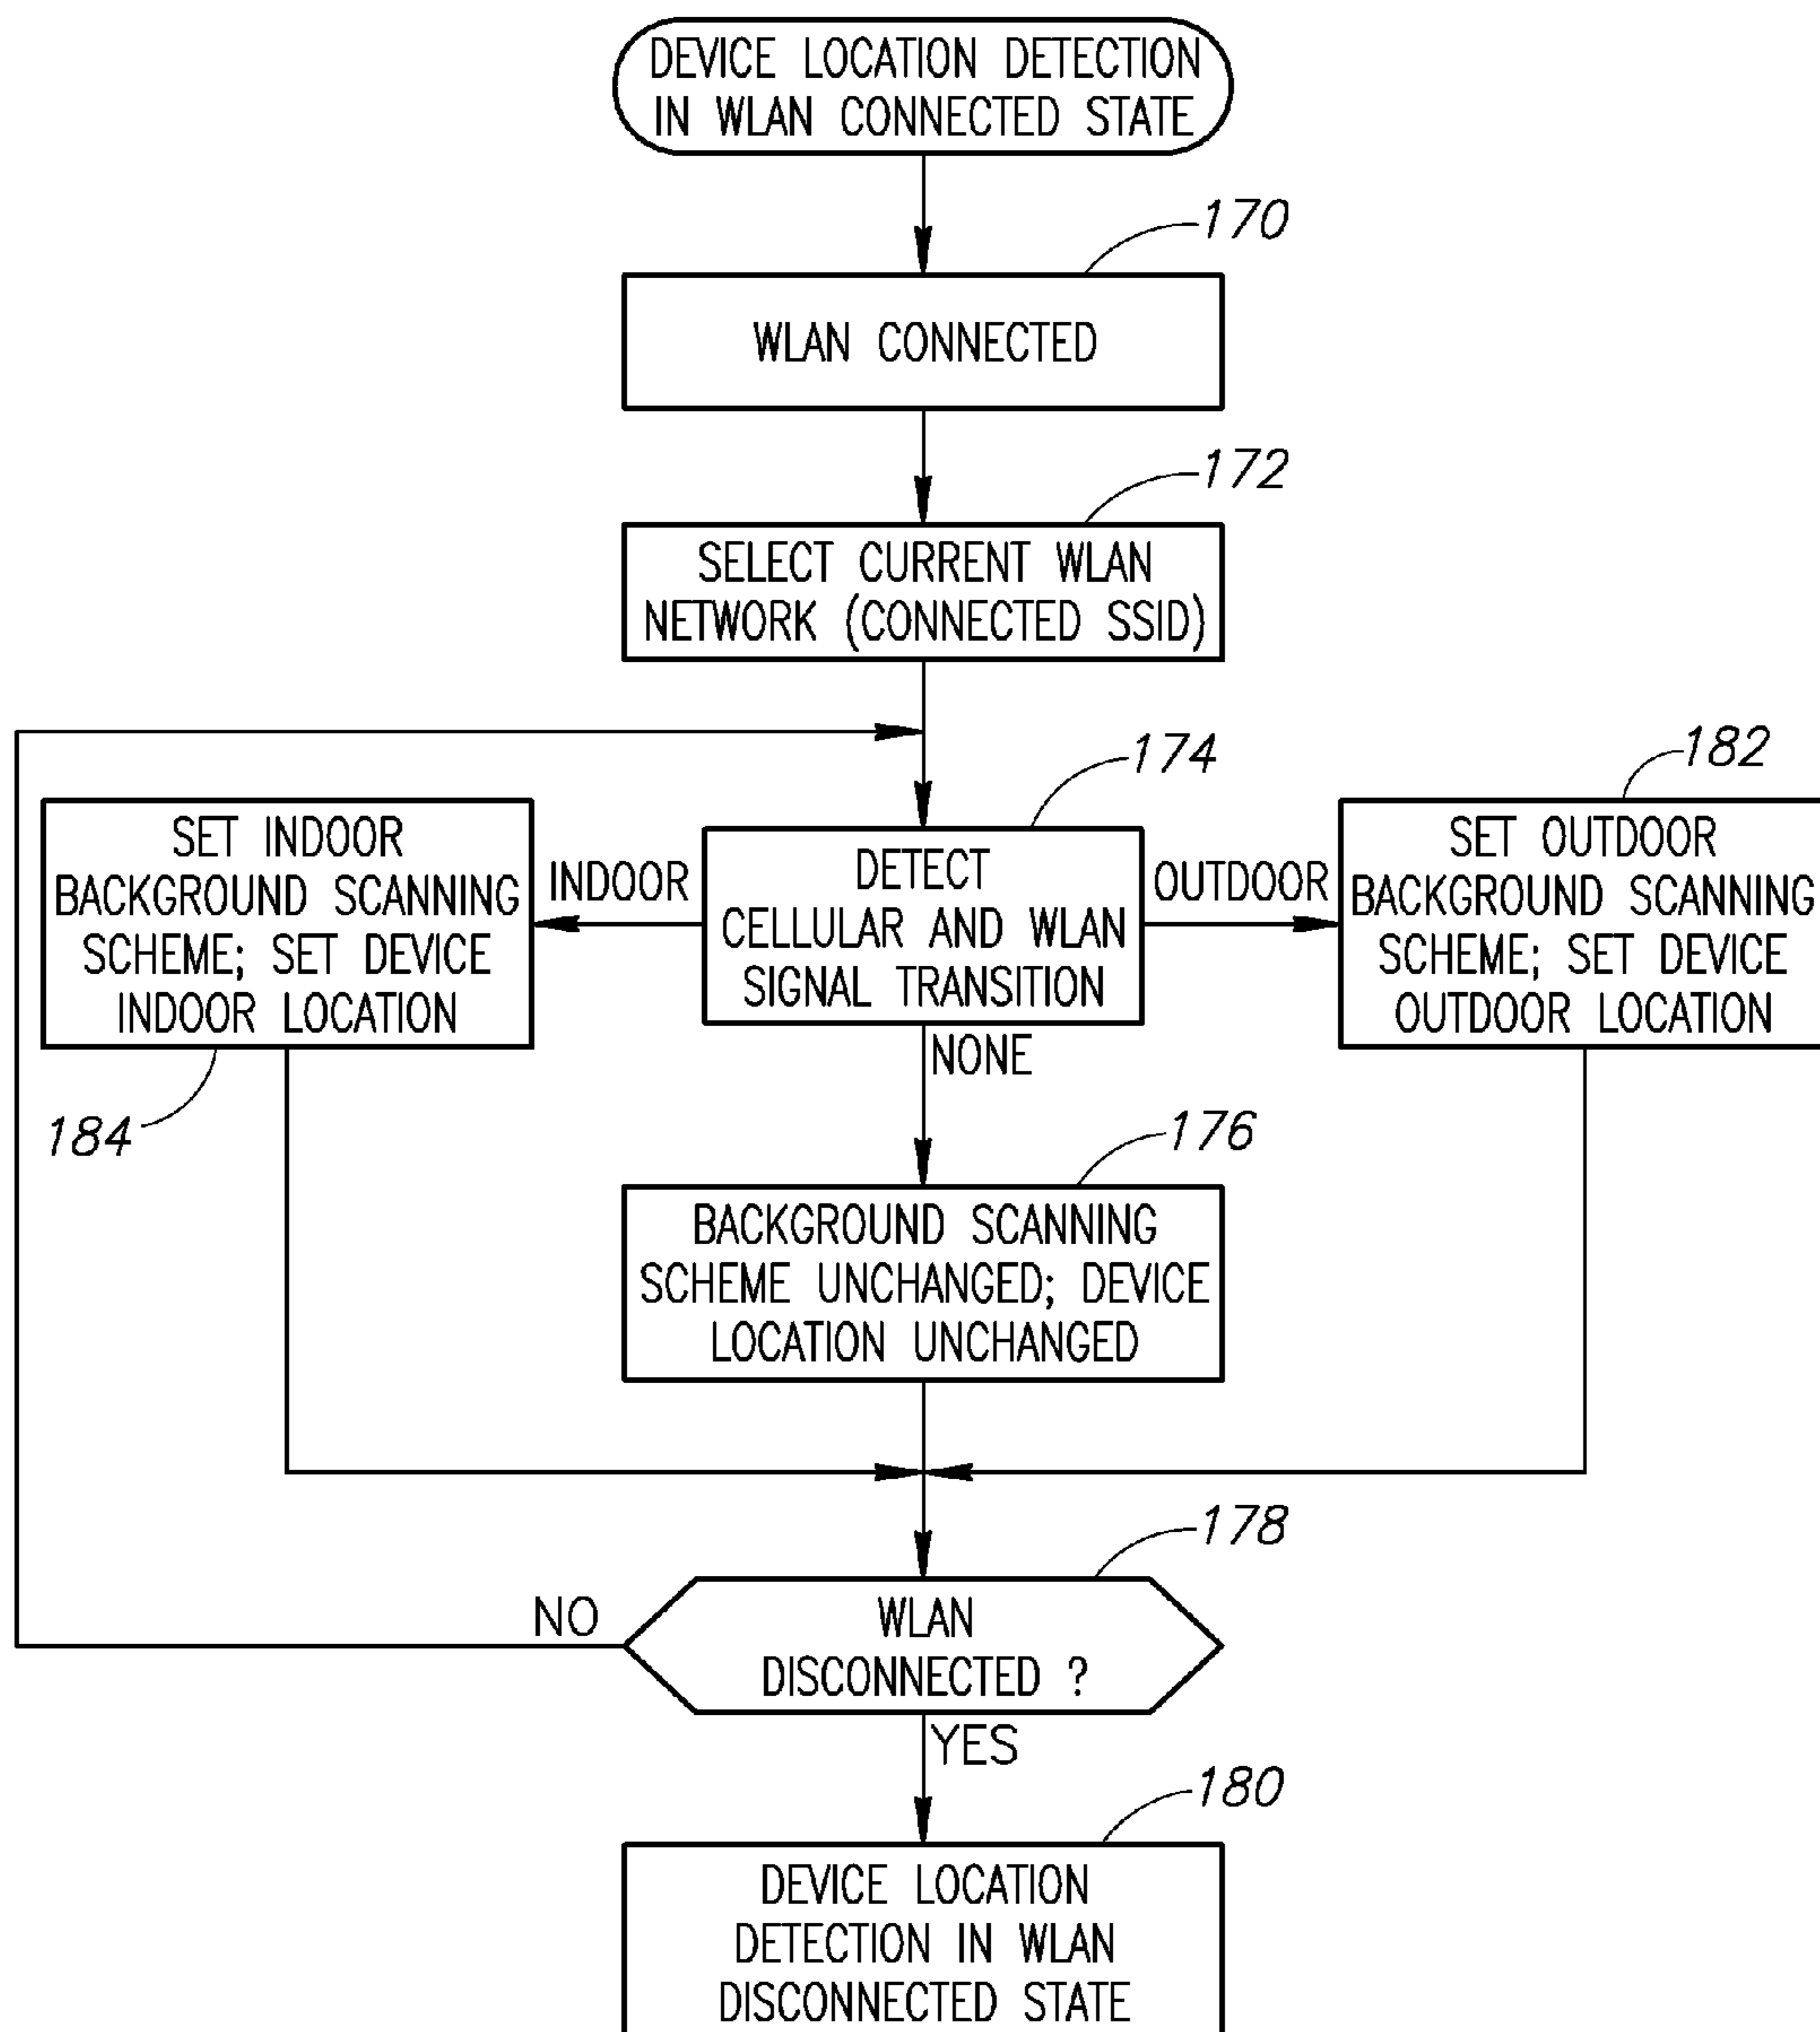 DEVICE LOCATION DETECTION
IN WLAN CONNECTED STATE
170
WLAN CONNECTED
172
SELECT CURRENT WLAN
NETWORK (CONNECTED SSID)
174
182
SET INDOOR
BACKGROUND SCANNING
SCHEME; SET DEVICE
INDOOR LOCATION
184
INDOOR
DETECT
CELLULAR AND WLAN
SIGNAL TRANSITION
OUTDOOR
SET OUTDOOR
BACKGROUND SCANNING
SCHEME; SET DEVICE
OUTDOOR LOCATION
NONE
176
BACKGROUND SCANNING
SCHEME UNCHANGED; DEVICE
LOCATION UNCHANGED
178
NO
WLAN
DISCONNECTED ?
YES
180
DEVICE LOCATION
DETECTION IN WLAN
DISCONNECTED STATE